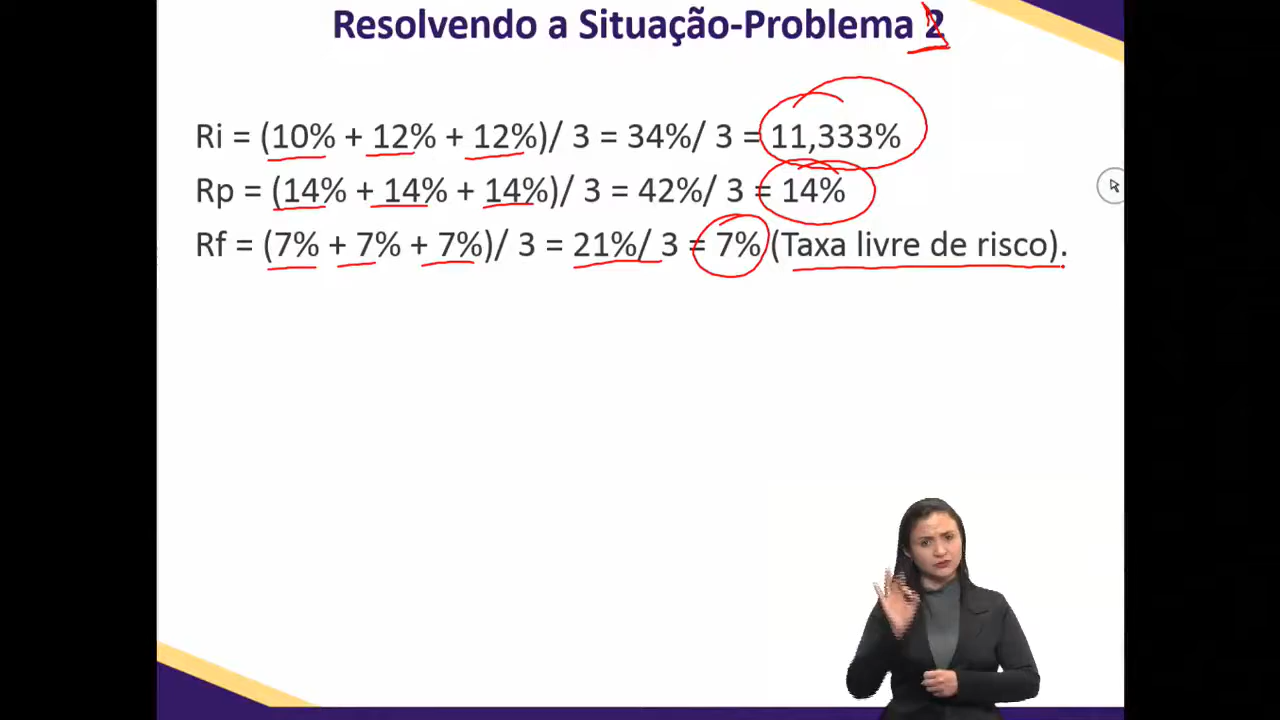 Resolvendo a Situação-Problema 2
Ri = (10% + 12% + 12%)/ 3 = 34%/ 3 = 11,333%
Rp = (14% + 14% + 14%)/ 3 = 42%/ 3 = 14%
Rf = (7% + 7% + 7%)/ 3 = 21%/ 3 = 7% (Taxa livre de risco).